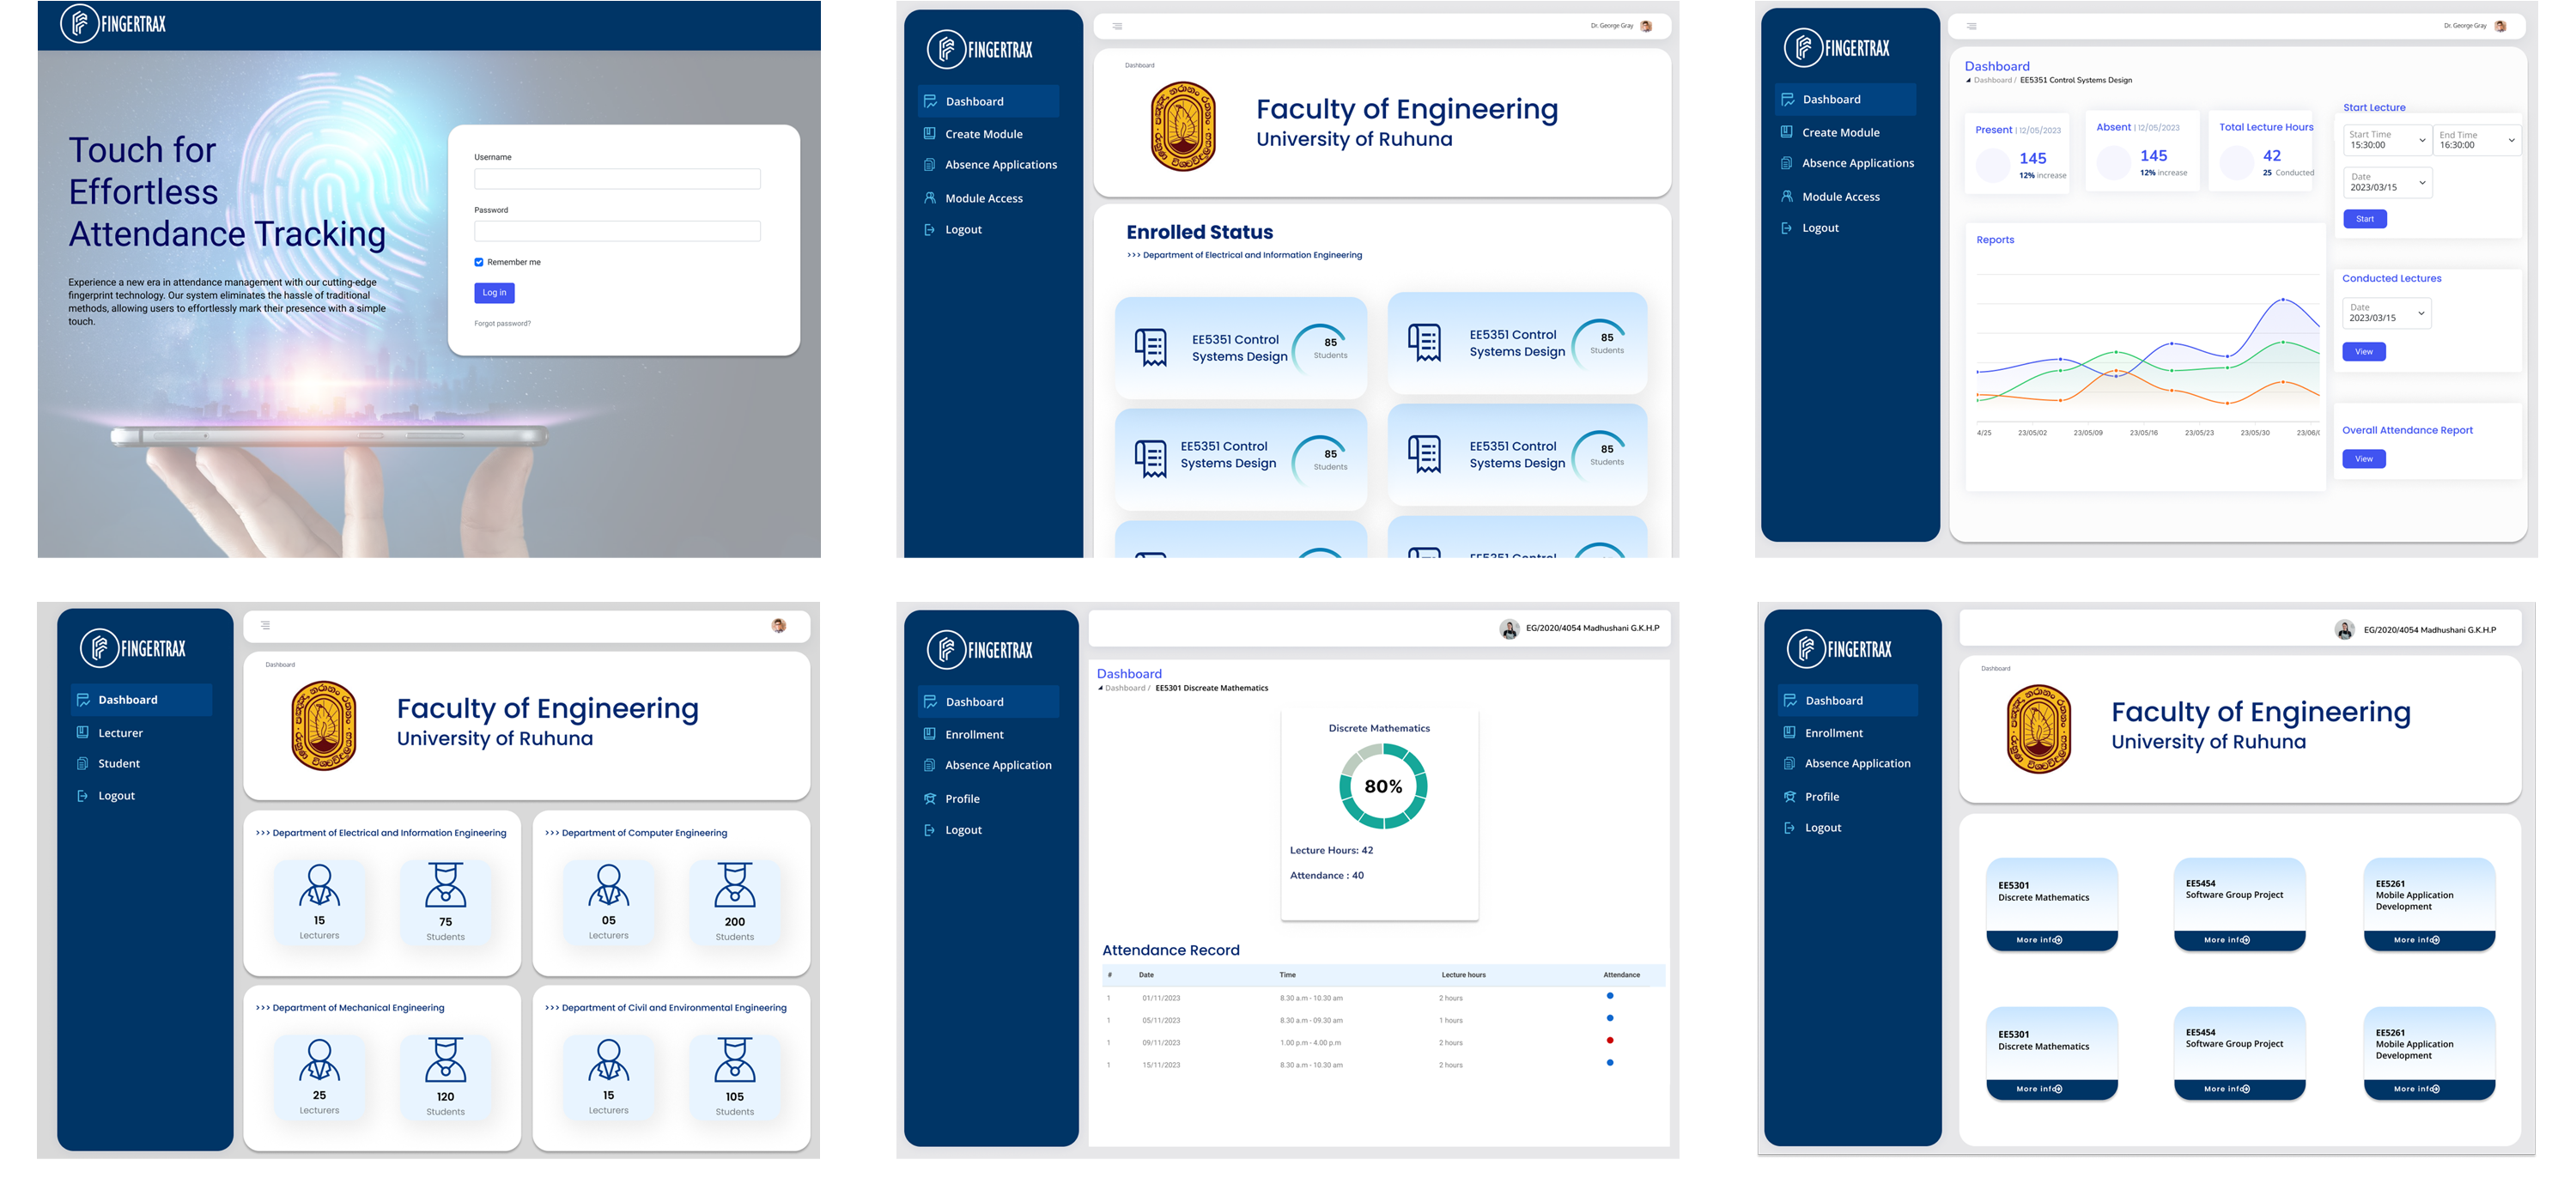 FINGERTRAX
Touch for
Effortless
Attendance Tracking
Experience a new era in attendance management with our cutting-edge
fingerprint technology. Our system eliminates the hassle of traditional
methods, allowing users to effortlessly mark their presence with a simple
touch.
Username
Password
Remember me
Log in
Forgot password?
FINGERTRAX
Dashboard
Create Module
Absence Applications
Module Access
Logout
Dr. George Gray
Dashboard
Faculty of Engineering
University of Ruhuna
Enrolled Status
>>> Department of Electrical and Information Engineering
EE5351 Control
Systems Design
85
Students
EE5351 Control
Systems Design
85
Students
EE5351 Control
Systems Design
85
Students
EE5351 Control
Systems Design
85
Students
EE5351 Control
FINGERTRAX
Dashboard
Create Module
Absence Applications
Module Access
Logout
Dr. George Gray
Dashboard
Dashboard / EE5351 Control Systems Design
Present | 12/05/2023
145
12% increase
Absent | 12/05/2023
145
12% increase
Total Lecture Hours
42
25 Conducted
Start Lecture
Start Time
15:30:00
End Time
16:30:00
Date
2023/03/15
Start
Reports
4/25 23/05/02 23/05/09 23/05/16 23/05/23 23/05/30 23/06/
Conducted Lectures
Date
2023/03/15
View
Overall Attendance Report
View
FINGERTRAX
Dashboard
Lecturer
Student
Logout
Dashboard
Faculty of Engineering
University of Ruhuna
>>> Department of Electrical and Information Engineering
15
Lecturers
75
Students
>>> Department of Computer Engineering
05
Lecturers
200
Students
>>> Department of Mechanical Engineering
25
Lecturers
120
Students
>>> Department of Civil and Environmental Engineering
15
Lecturers
105
Students
FINGERTRAX
Dashboard
Enrollment
Absence Application
Profile
Logout
EG/2020/4054 Madhushani G.K.H.P
Dashboard
Dashboard / EE5301 Discreate Mathematics
Discrete Mathematics
80%
Lecture Hours: 42
Attendance : 40
Attendance Record
# Date Time Lecture hours Attendance
1 01/11/2023 8.30 a.m - 10.30 am 2 hours
1 05/11/2023 8.30 a.m - 09.30 am 1 hours
1 09/11/2023 1.00 p.m - 4.00 p.m 2 hours
1 15/11/2023 8.30 a.m - 10.30 am 2 hours
FINGERTRAX
Dashboard
Enrollment
Absence Application
Profile
Logout
EG/2020/4054 Madhushani G.K.H.P
Dashboard
Faculty of Engineering
University of Ruhuna
EE5301
Discrete Mathematics
More info
EE5454
Software Group Project
More info
EE5261
Mobile Application
Development
More info
EE5301
Discrete Mathematics
More info
EE5454
Software Group Project
More info
EE5261
Mobile Application
Development
More info